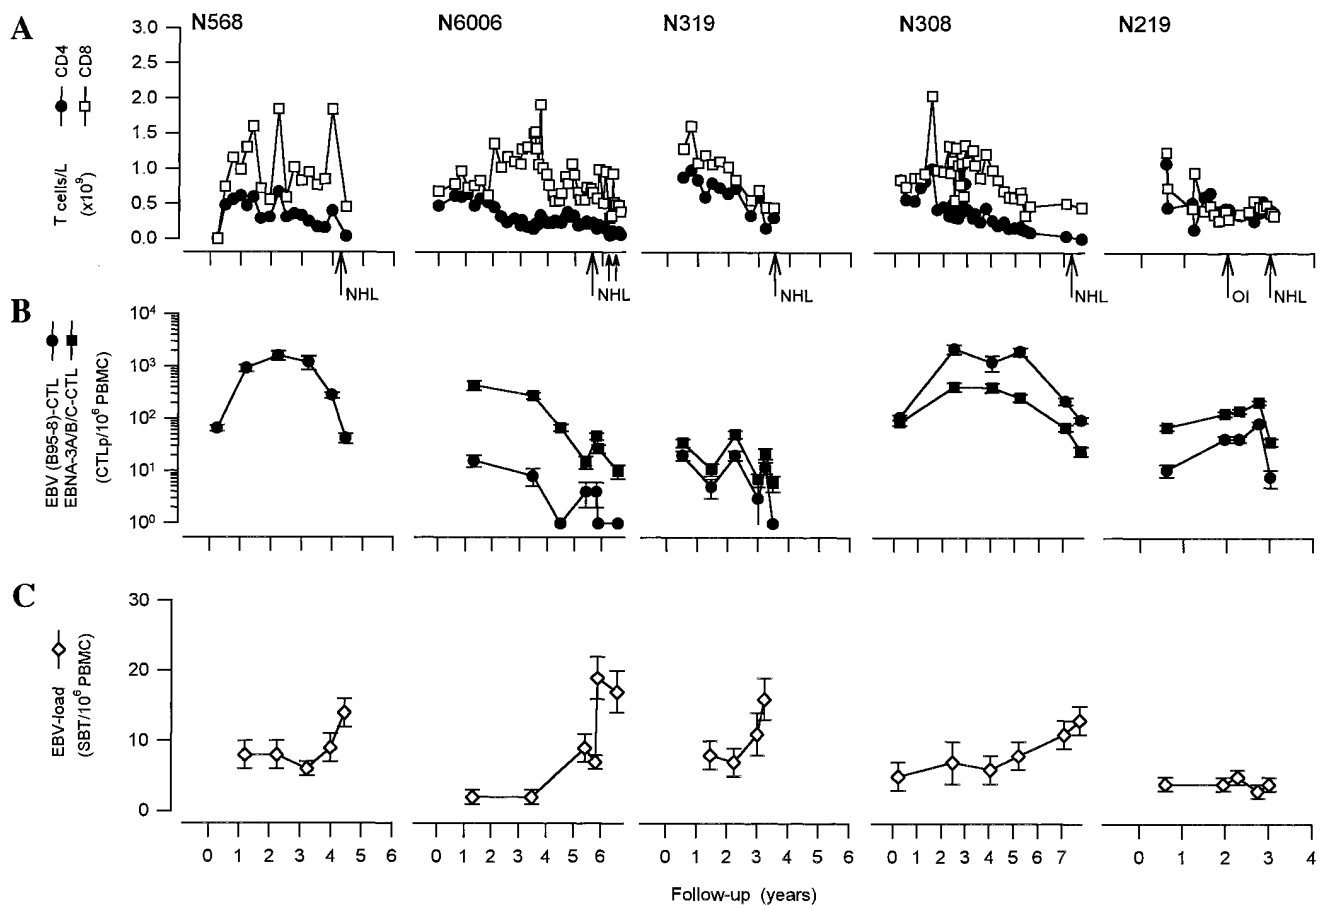 A
N568 N6006 N319 N308 N219
CD4
CD8
T cells/L
(x10⁹)
3.0
2.5
2.0
1.5
1.0
0.5
0.0
NHL NHL NHL NHL OI NHL
B
EBV (B95-8)-CTL
EBNA-3A/B/C-CTL
(CTLp/10⁶ PBMC)
10⁴
10³
10²
10¹
10⁰
C
EBV-load
(SBT/10⁶ PBMC)
30
20
10
0
0 1 2 3 4 5 6 0 1 2 3 4 5 6 0 1 2 3 4 5 6 0 1 2 3 4 5 6 7 0 1 2 3 4
Follow-up (years)